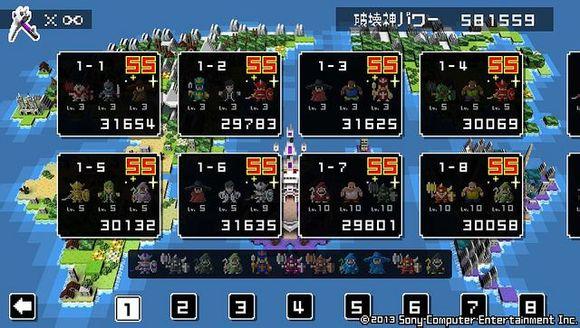 × ∞
破壊神パワー 581559
1-1 SS
Lv. 3 Lv. 3 Lv. 3
31654
1-2 SS
Lv. 3 Lv. 3 Lv. 3
29783
1-3 SS
Lv. 3 Lv. 3 Lv. 3
31625
1-4 SS
Lv. 5 Lv. 5 Lv. 5
30069
1-5 SS
Lv. 5 Lv. 5 Lv. 5
30132
1-6 SS
Lv. 5 Lv. 5 Lv. 5
31635
1-7 SS
Lv. 10 Lv. 10 Lv. 10
29801
1-8 SS
Lv. 10 Lv. 10 Lv. 10
30058
1 2 3 4 5 6 7 8
©2013 Sony Computer Entertainment Inc.